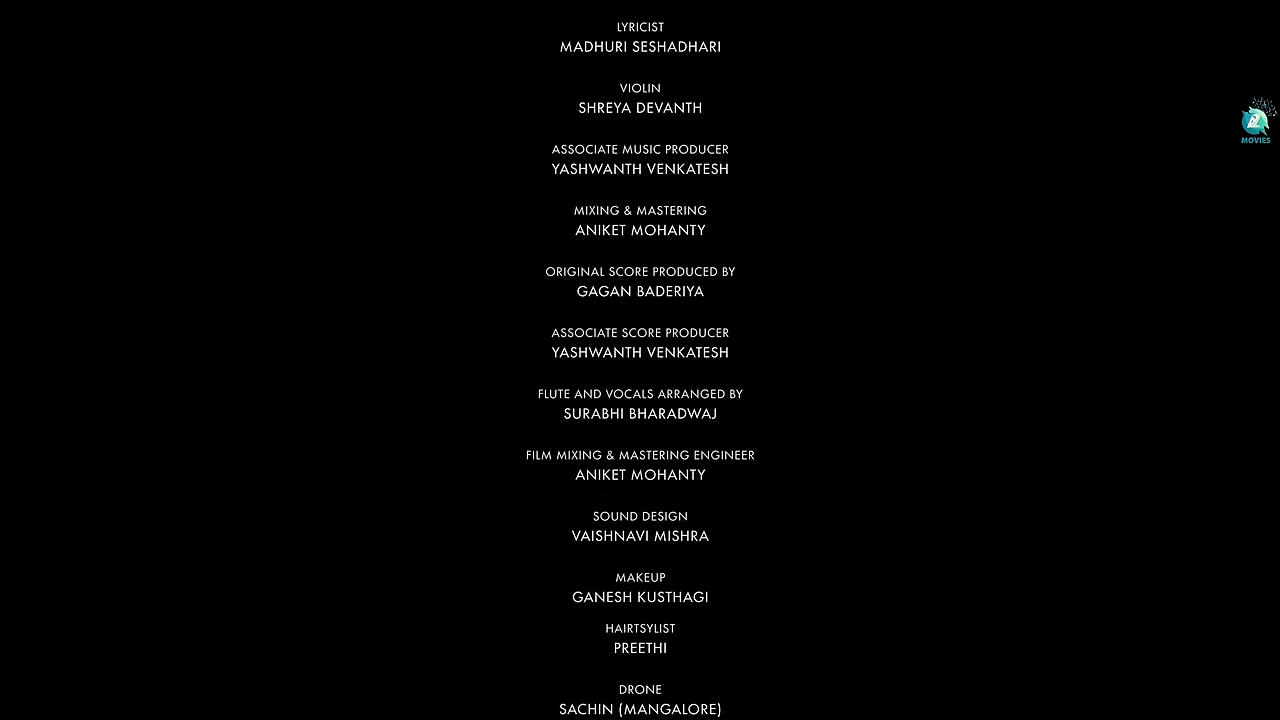 LYRICIST
MADHURI SESHADHARI
VIOLIN
SHREYA DEVANTH
ASSOCIATE MUSIC PRODUCER
YASHWANTH VENKATESH
MIXING & MASTERING
ANIKET MOHANTY
ORIGINAL SCORE PRODUCED BY
GAGAN BADERIYA
ASSOCIATE SCORE PRODUCER
YASHWANTH VENKATESH
FLUTE AND VOCALS ARRANGED BY
SURABHI BHARADWAJ
FILM MIXING & MASTERING ENGINEER
ANIKET MOHANTY
SOUND DESIGN
VAISHNAVI MISHRA
MAKEUP
GANESH KUSTHAGI
HAIRTSYLIST
PREETHI
DRONE
SACHIN (MANGALORE)
MOVIES